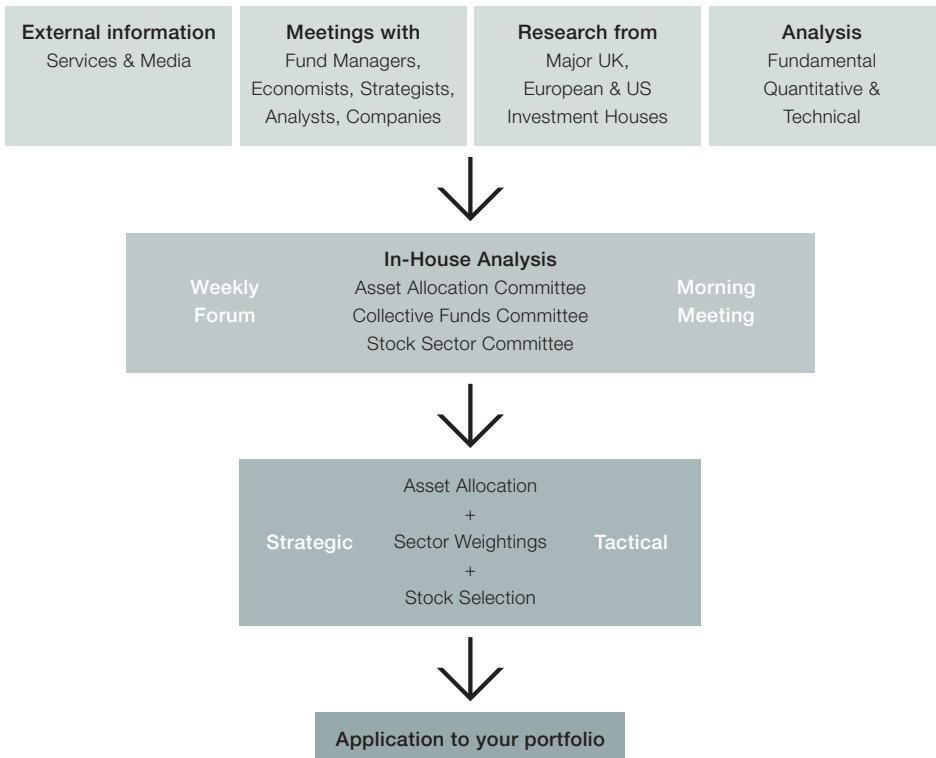 External information
Services & Media
Meetings with
Fund Managers,
Economists, Strategists,
Analysts, Companies
Research from
Major UK,
European & US
Investment Houses
Analysis
Fundamental
Quantitative &
Technical
Weekly
Forum
In-House Analysis
Asset Allocation Committee
Collective Funds Committee
Stock Sector Committee
Morning
Meeting
Strategic
Asset Allocation
+
Sector Weightings
+
Stock Selection
Tactical
Application to your portfolio